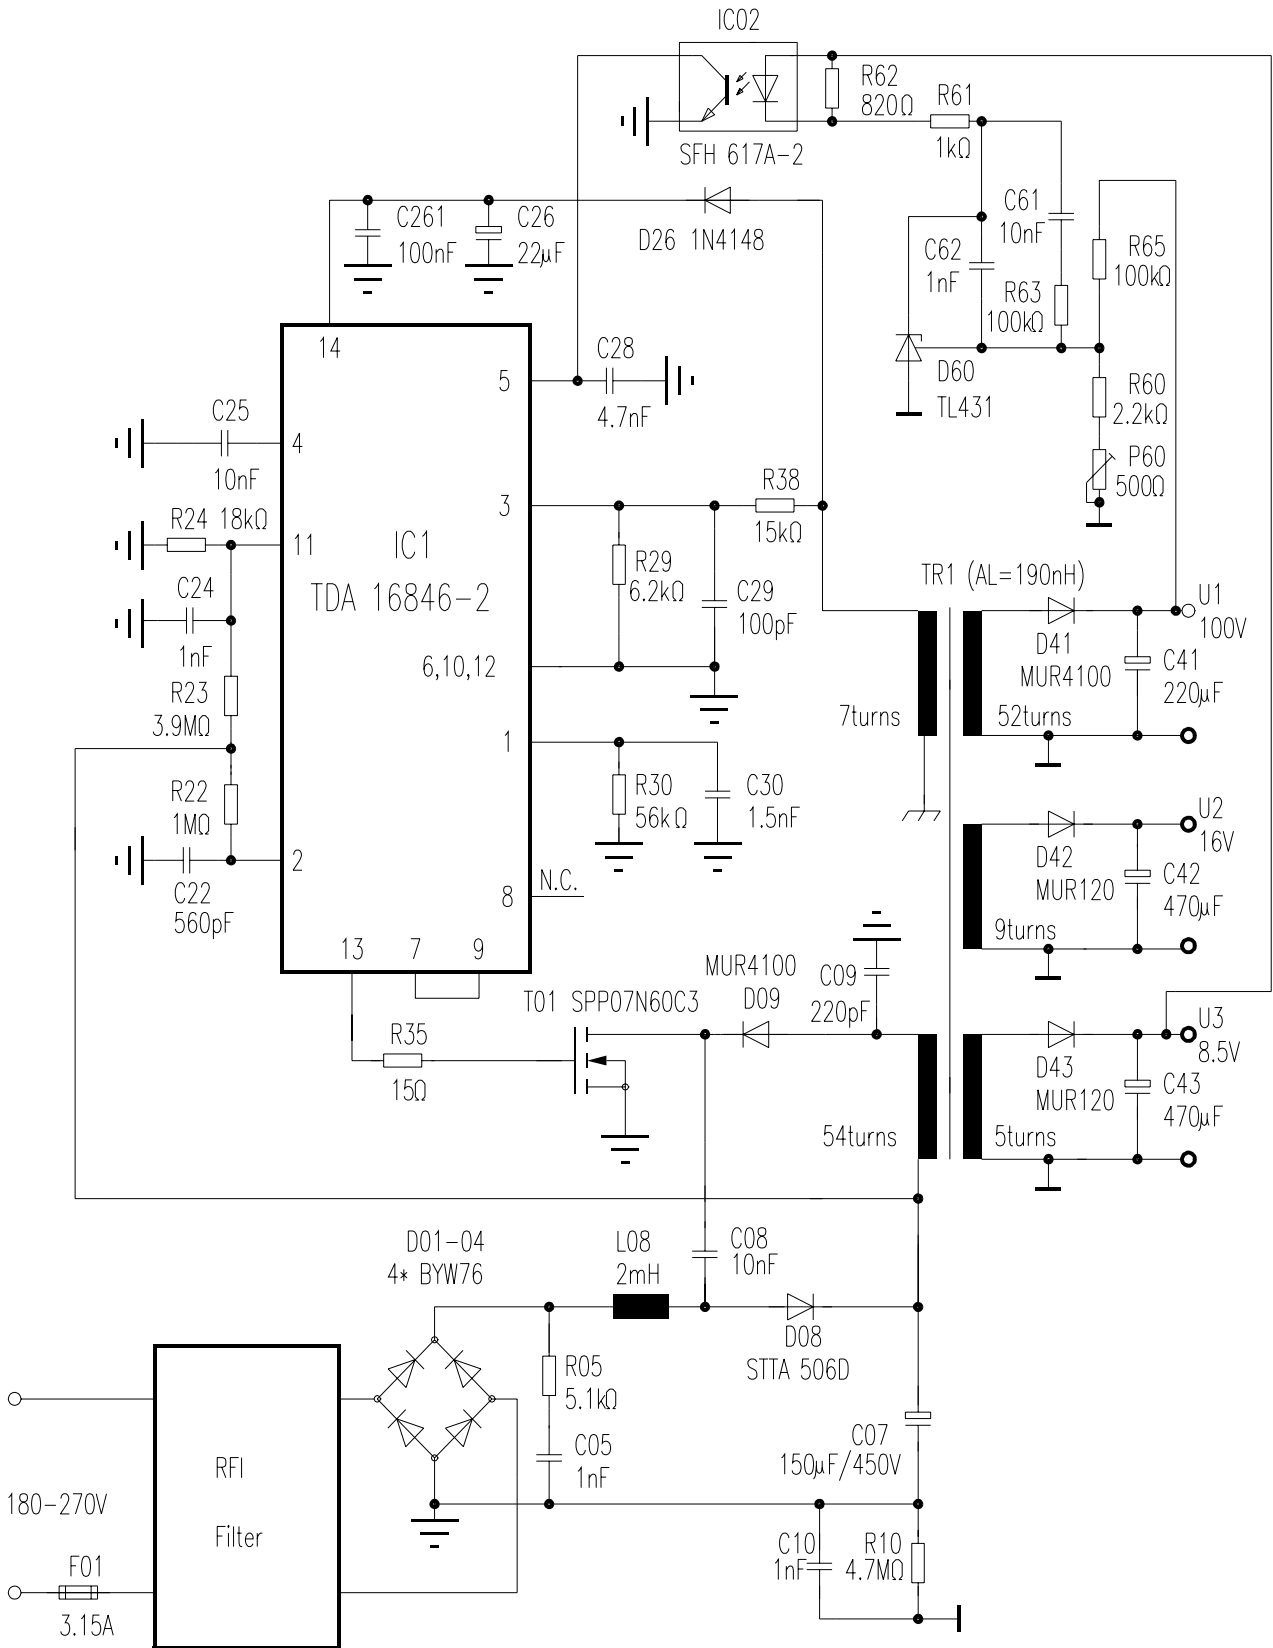 IC02
R62
820Ω
R61
1kΩ
SFH 617A-2
C261
100nF
C26
22µF
D26 1N4148
C61
10nF
C62
1nF
R63
100kΩ
R65
100kΩ
14
C28
4.7nF
5
D60
TL431
R60
2.2kΩ
P60
500Ω
C25
10nF
4
3
R38
15kΩ
R24 18kΩ
11
IC1
TDA 16846-2
R29
6.2kΩ
C29
100pF
TR1 (AL=190nH)
C24
1nF
U1
100V
D41
MUR4100
C41
220µF
6,10,12
R23
3.9MΩ
7turns
52turns
1
R22
1MΩ
R30
56kΩ
C30
1.5nF
U2
16V
D42
MUR120
C42
470µF
2
C22
560pF
8
N.C.
9turns
13
7
9
MUR4100
D09
C09
220pF
T01 SPP07N60C3
U3
8.5V
R35
15Ω
D43
MUR120
C43
470µF
54turns
5turns
D01-04
4* BYW76
L08
2mH
C08
10nF
D08
STTA 506D
R05
5.1kΩ
C05
1nF
C07
150µF/450V
RFI
Filter
180-270V
F01
3.15A
C10
1nF
R10
4.7MΩ